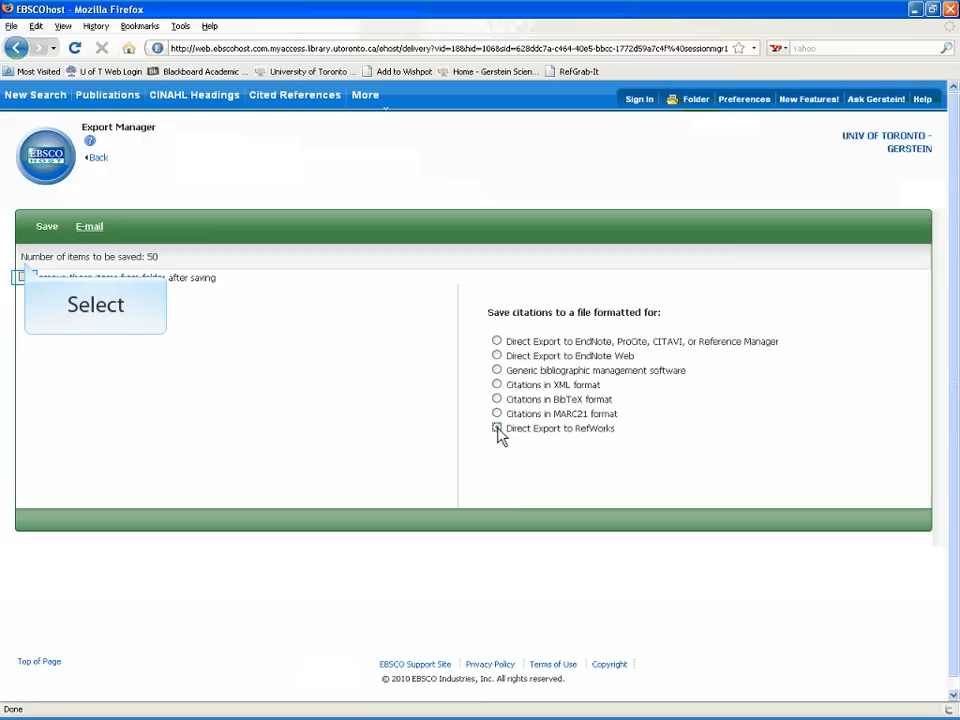 EBSCOhost - Mozilla Firefox
File Edit View History Bookmarks Tools Help
http://web.ebscohost.com.myaccess.library.utoronto.ca/ehost/delivery?vid=18&hid=106&sid=628ddc7a-c464-40e5-bbcc-1772d59a7c4f%40sessionmgr1 Yahoo
Most Visited U of T Web Login Blackboard Academic ... University of Toronto ... Add to Wishpot Home - Gerstein Scien... RefGrab-It
New Search Publications CINAHL Headings Cited References More
Sign In Folder Preferences New Features! Ask Gerstein! Help
Export Manager
Back
EBSCO
HOST
UNIV OF TORONTO -
GERSTEIN
Save E-mail
Number of items to be saved: 50
these items from folder after saving
Select
Save citations to a file formatted for:
Direct Export to EndNote, ProCite, CITAVI, or Reference Manager
Direct Export to EndNote Web
Generic bibliographic management software
Citations in XML format
Citations in BibTeX format
Citations in MARC21 format
Direct Export to RefWorks
Top of Page
EBSCO Support Site Privacy Policy Terms of Use Copyright
© 2010 EBSCO Industries, Inc. All rights reserved.
Done